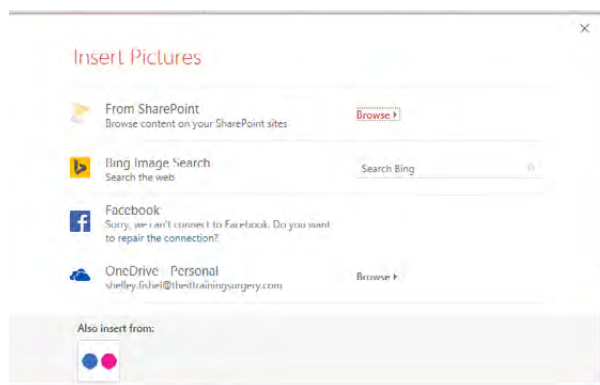 Insert Pictures
From SharePoint
Browse content on your SharePoint sites
Browse
Bing Image Search
Search the web
Search Bing
Facebook
Sorry, we can't connect to Facebook. Do you want
to repair the connection?
OneDrive - Personal
shelley.fishel@theittrainingsurgery.com
Browse
Also insert from: